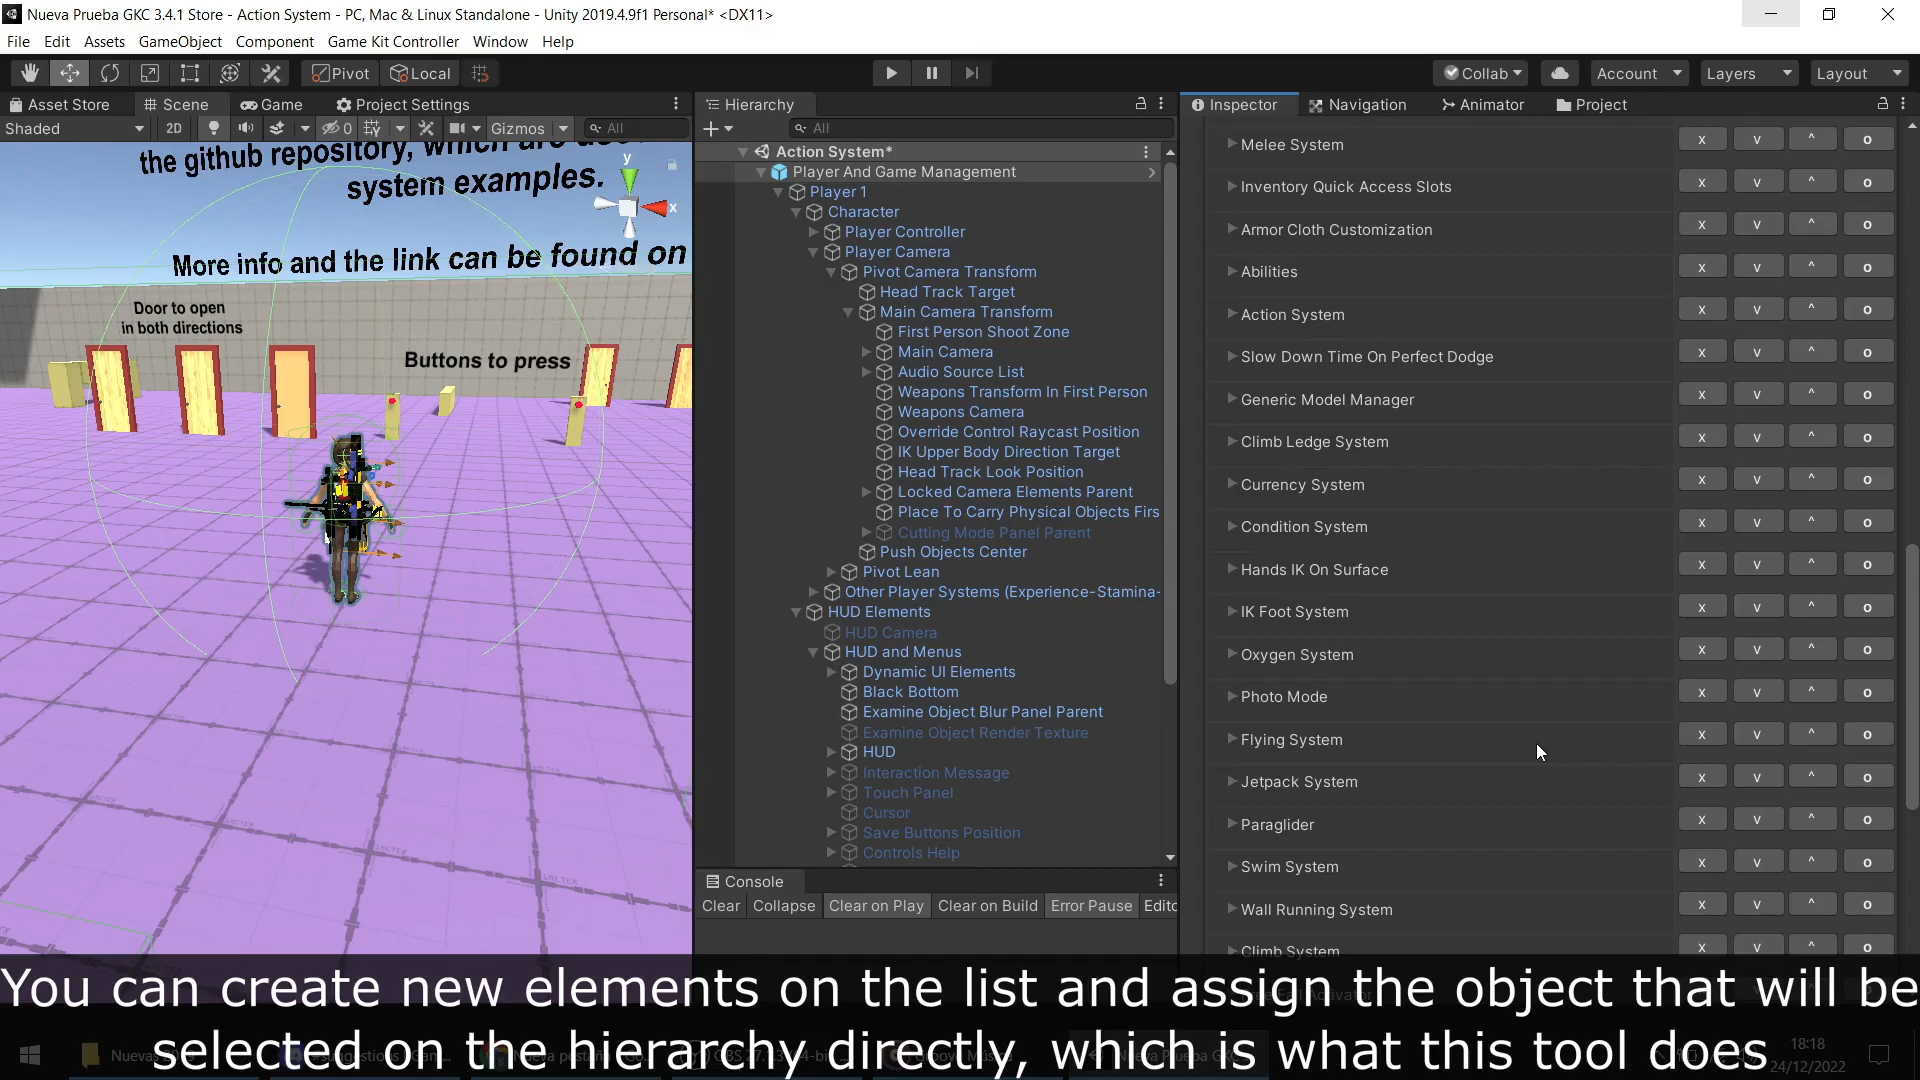 Nueva Prueba GKC 3.4.1 Store - Action System - PC, Mac & Linux Standalone - Unity 2019.4.9f1 Personal* <DX11>
File Edit Assets GameObject Component Game Kit Controller Window Help
Pivot Local Collab Account Layers Layout
Asset Store Scene Game Project Settings
Shaded 2D 0 Gizmos All
the github repository, which are
system examples.
y
x
More info and the link can be found on
Door to open
in both directions
Buttons to press
Hierarchy
All
Action System*
Player And Game Management
Player 1
Character
Player Controller
Player Camera
Pivot Camera Transform
Head Track Target
Main Camera Transform
First Person Shoot Zone
Main Camera
Audio Source List
Weapons Transform In First Person
Weapons Camera
Override Control Raycast Position
IK Upper Body Direction Target
Head Track Look Position
Locked Camera Elements Parent
Place To Carry Physical Objects Firs
Cutting Mode Panel Parent
Push Objects Center
Pivot Lean
Other Player Systems (Experience-Stamina-
HUD Elements
HUD Camera
HUD and Menus
Dynamic UI Elements
Black Bottom
Examine Object Blur Panel Parent
Examine Object Render Texture
HUD
Interaction Message
Touch Panel
Cursor
Save Buttons Position
Controls Help
Console
Clear Collapse Clear on Play Clear on Build Error Pause Edito
Inspector Navigation Animator Project
Melee System x v ^ o
Inventory Quick Access Slots x v ^ o
Armor Cloth Customization x v ^ o
Abilities x v ^ o
Action System x v ^ o
Slow Down Time On Perfect Dodge x v ^ o
Generic Model Manager x v ^ o
Climb Ledge System x v ^ o
Currency System x v ^ o
Condition System x v ^ o
Hands IK On Surface x v ^ o
IK Foot System x v ^ o
Oxygen System x v ^ o
Photo Mode x v ^ o
Flying System x v ^ o
Jetpack System x v ^ o
Paraglider x v ^ o
Swim System x v ^ o
Wall Running System x v ^ o
Climb System x v ^ o
You can create new elements on the list and assign the object that will be
selected on the hierarchy directly, which is what this tool does
18:18
24/12/2022